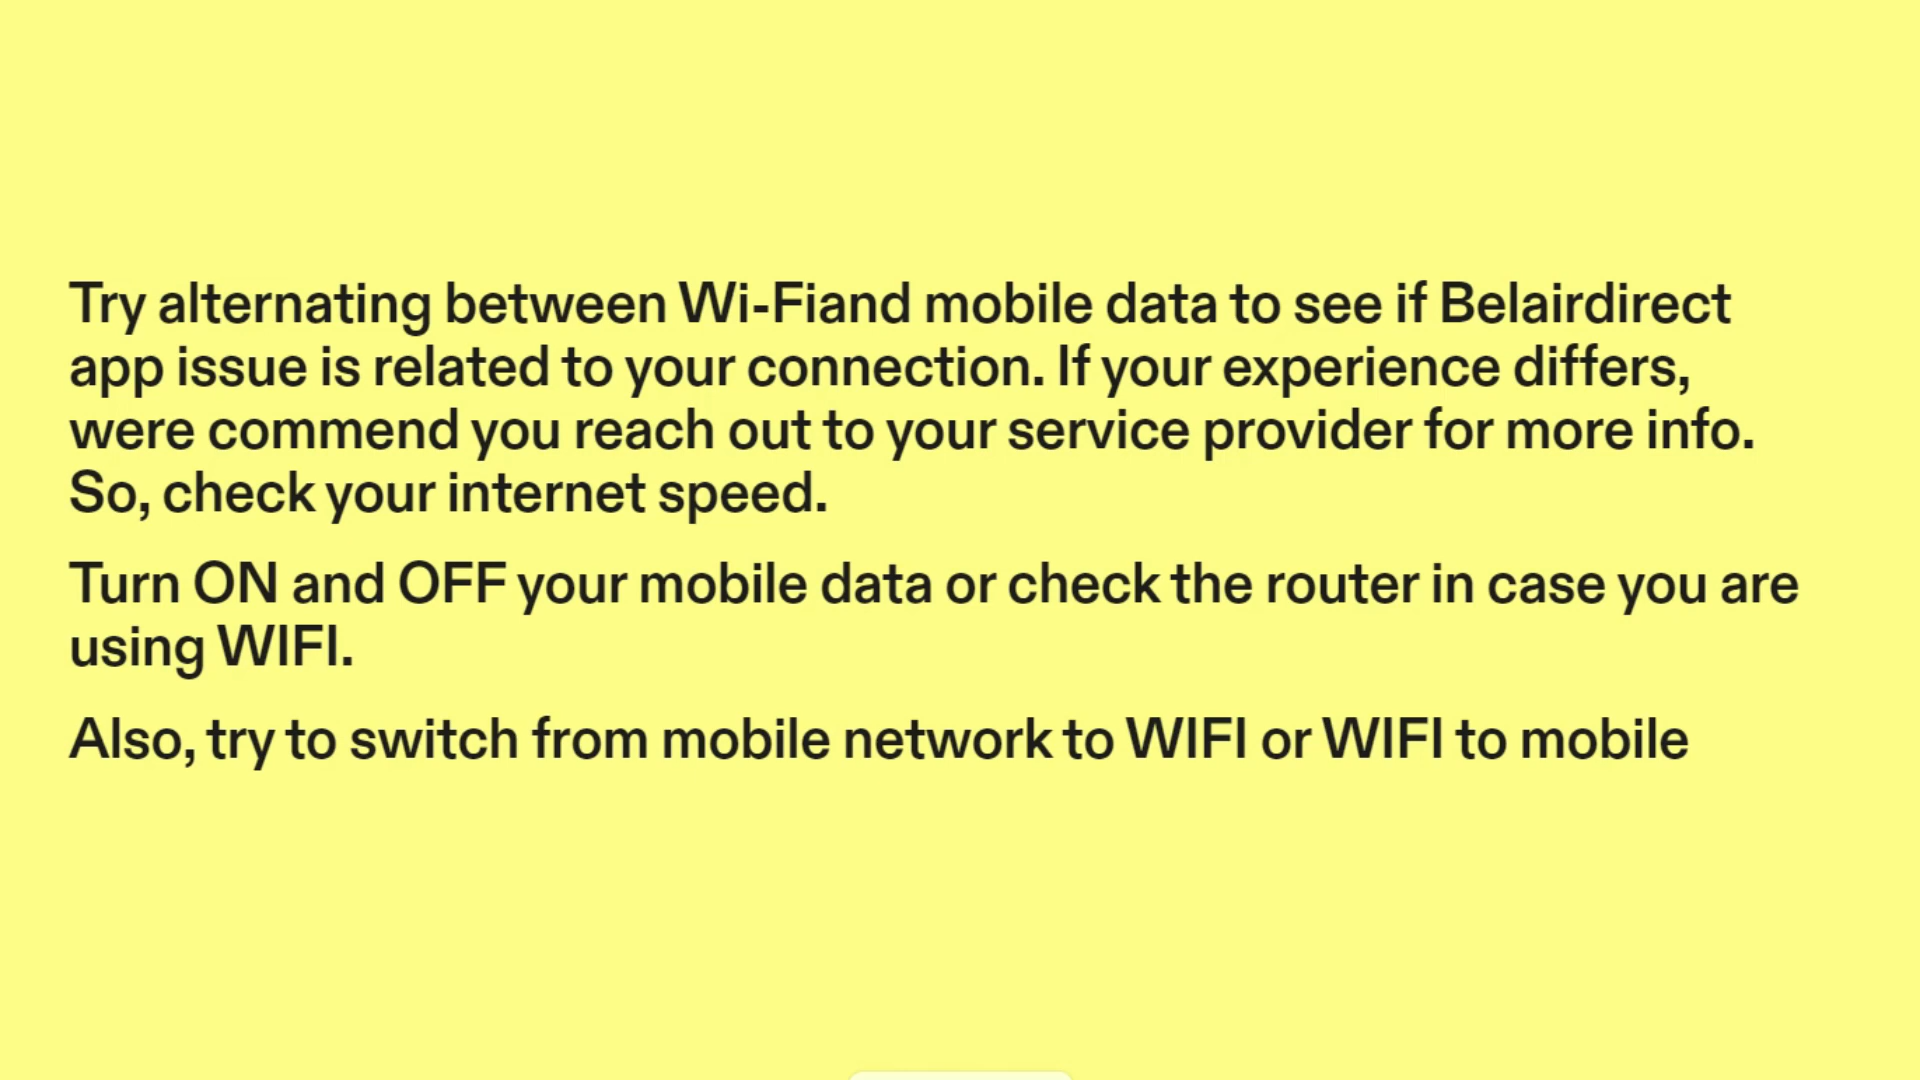 Try alternating between Wi-Fiand mobile data to see if Belairdirect
app issue is related to your connection. If your experience differs,
were commend you reach out to your service provider for more info.
So, check your internet speed.
Turn ON and OFF your mobile data or check the router in case you are
using WIFI.
Also, try to switch from mobile network to WIFI or WIFI to mobile